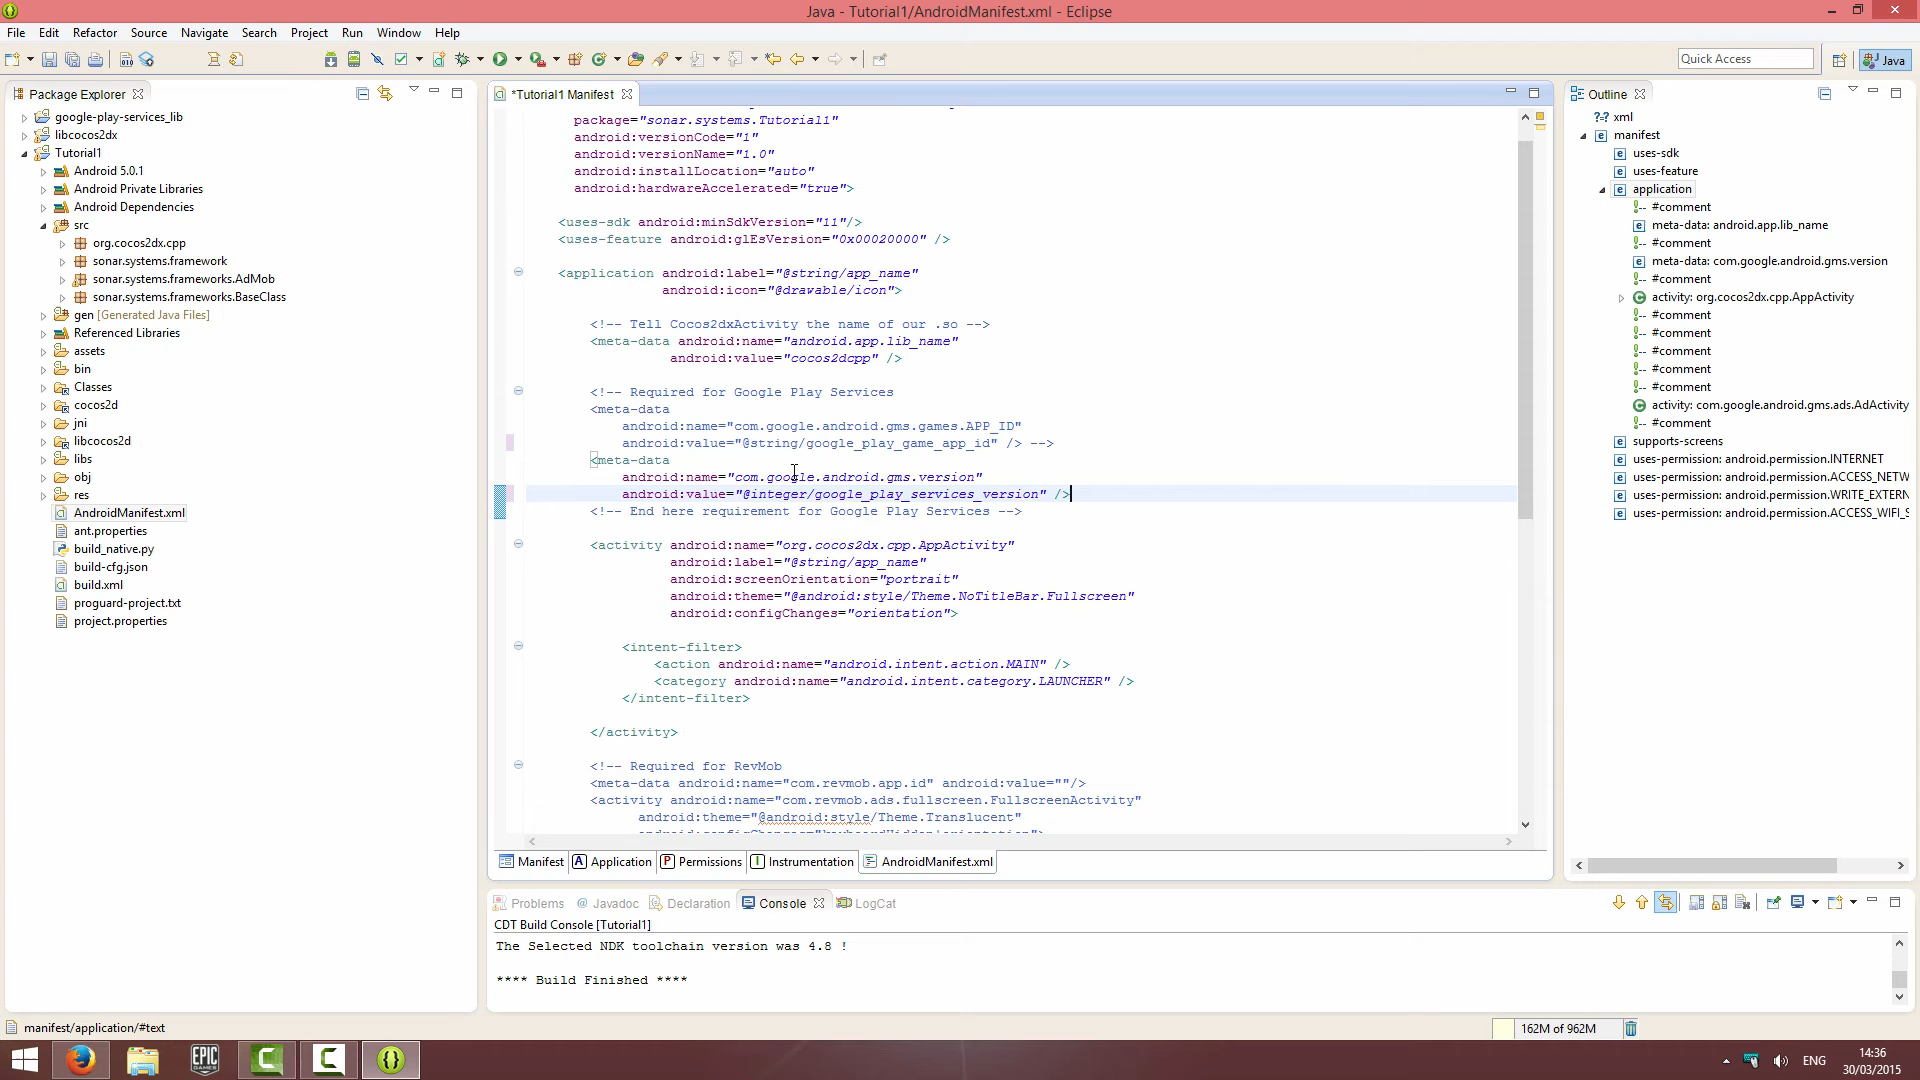 Java - Tutorial1/AndroidManifest.xml - Eclipse
File Edit Refactor Source Navigate Search Project Run Window Help
Quick Access
Java
Package Explorer
google-play-services_lib
libcocos2dx
Tutorial1
Android 5.0.1
Android Private Libraries
Android Dependencies
src
org.cocos2dx.cpp
sonar.systems.framework
sonar.systems.frameworks.AdMob
sonar.systems.frameworks.BaseClass
gen [Generated Java Files]
Referenced Libraries
assets
bin
Classes
cocos2d
jni
libcocos2d
libs
obj
res
AndroidManifest.xml
ant.properties
build_native.py
build-cfg.json
build.xml
proguard-project.txt
project.properties
*Tutorial1 Manifest
package="sonar.systems.Tutorial1"
android:versionCode="1"
android:versionName="1.0"
android:installLocation="auto"
android:hardwareAccelerated="true">
<uses-sdk android:minSdkVersion="11"/>
<uses-feature android:glEsVersion="0x00020000" />
<application android:label="@string/app_name"
android:icon="@drawable/icon">
<!-- Tell Cocos2dxActivity the name of our .so -->
<meta-data android:name="android.app.lib_name"
android:value="cocos2dcpp" />
<!-- Required for Google Play Services
<meta-data
android:name="com.google.android.gms.games.APP_ID"
android:value="@string/google_play_game_app_id" /> -->
<meta-data
android:name="com.google.android.gms.version"
android:value="@integer/google_play_services_version" />
<!-- End here requirement for Google Play Services -->
<activity android:name="org.cocos2dx.cpp.AppActivity"
android:label="@string/app_name"
android:screenOrientation="portrait"
android:theme="@android:style/Theme.NoTitleBar.Fullscreen"
android:configChanges="orientation">
<intent-filter>
<action android:name="android.intent.action.MAIN" />
<category android:name="android.intent.category.LAUNCHER" />
</intent-filter>
</activity>
<!-- Required for RevMob
<meta-data android:name="com.revmob.app.id" android:value=""/>
<activity android:name="com.revmob.ads.fullscreen.FullscreenActivity"
android:theme="@android:style/Theme.Translucent"
Manifest Application Permissions Instrumentation AndroidManifest.xml
Outline
xml
manifest
uses-sdk
uses-feature
application
#comment
meta-data: android.app.lib_name
#comment
meta-data: com.google.android.gms.version
#comment
activity: org.cocos2dx.cpp.AppActivity
#comment
#comment
#comment
#comment
#comment
activity: com.google.android.gms.ads.AdActivity
#comment
supports-screens
uses-permission: android.permission.INTERNET
uses-permission: android.permission.ACCESS_NETW
uses-permission: android.permission.WRITE_EXTERN
uses-permission: android.permission.ACCESS_WIFI_S
Problems Javadoc Declaration Console LogCat
CDT Build Console [Tutorial1]
The Selected NDK toolchain version was 4.8 !
**** Build Finished ****
manifest/application/#text
162M of 962M
EPIC GAMES
ENG
14:36
30/03/2015